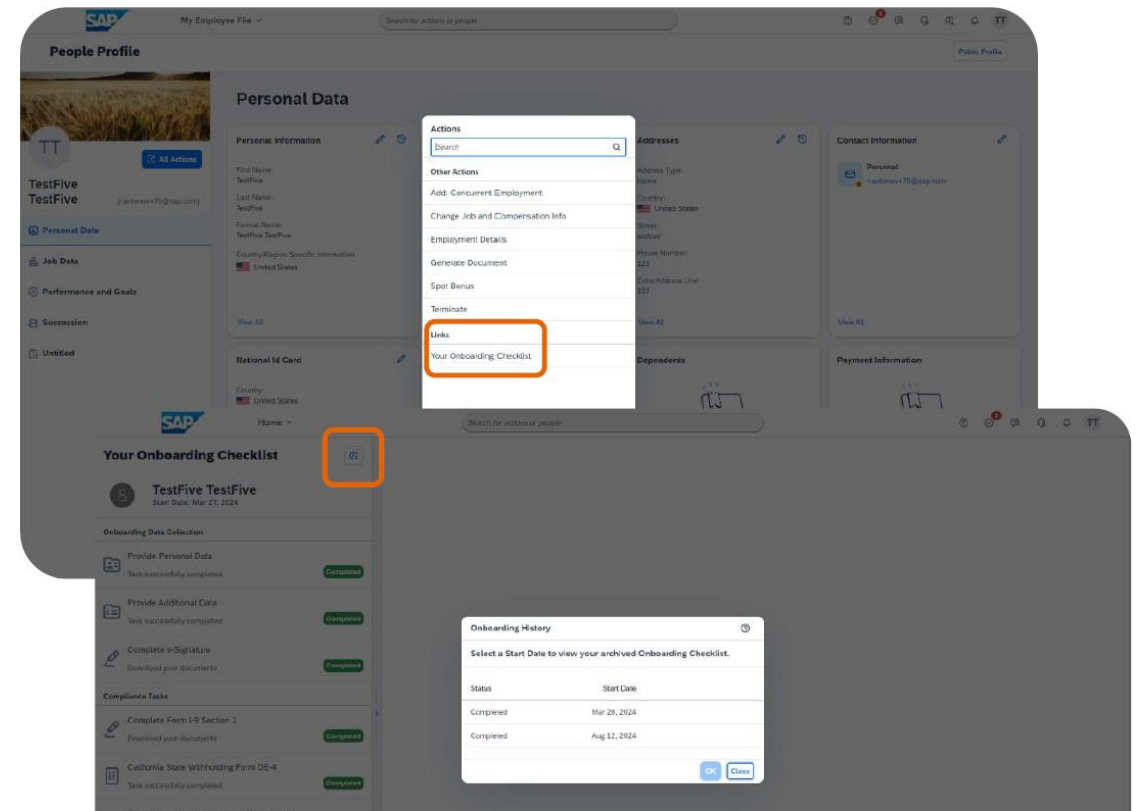 SAP
My Employee File
Search for actions or people
TT
People Profile
Public Profile
TT
All Actions
TestFive
TestFive
Personal Data
Job Data
Performance and Goals
Succession
Untitled
Personal Data
Personal Information
First Name:
TestFive
Last Name:
TestFive
Formal Name:
TestFive TestFive
Country/Region Specific Information:
United States
View All
National Id Card
Country:
United States
Actions
Search
Other Actions
Add: Concurrent Employment
Change Job and Compensation Info
Employment Details
Generate Document
Spot Bonus
Terminate
Links
Your Onboarding Checklist
Addresses
Address Type:
Home
Country:
United States
Street:
Phone Number:
123
Extra Address Line:
123
View All
Dependents
Contact Information
Personal
View All
Payment Information
SAP
Home
Search for actions or people
TT
Your Onboarding Checklist
TestFive TestFive
Start Date: Mar 27, 2024
Onboarding Data Collection
Provide Personal Data
Task successfully completed
Completed
Provide Additional Data
Task successfully completed
Completed
Complete e-Signature
Download your documents
Completed
Compliance Tasks
Complete Form I-9 Section 1
Download your documents
Completed
California State Withholding Form DE-4
Task successfully completed
Completed
Onboarding History
Select a Start Date to view your archived Onboarding Checklist.
Status Start Date
Completed Mar 28, 2024
Completed Aug 12, 2024
OK Close